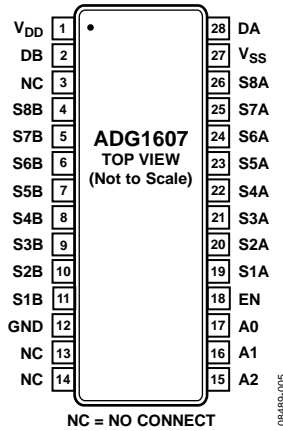 VDD 1 28 DA
DB 2 27 VSS
NC 3 26 S8A
S8B 4 25 S7A
S7B 5 24 S6A
S6B 6 23 S5A
S5B 7 22 S4A
S4B 8 21 S3A
S3B 9 20 S2A
S2B 10 19 S1A
S1B 11 18 EN
GND 12 17 A0
NC 13 16 A1
NC 14 15 A2
ADG1607
TOP VIEW
(Not to Scale)
NC = NO CONNECT
08489-005